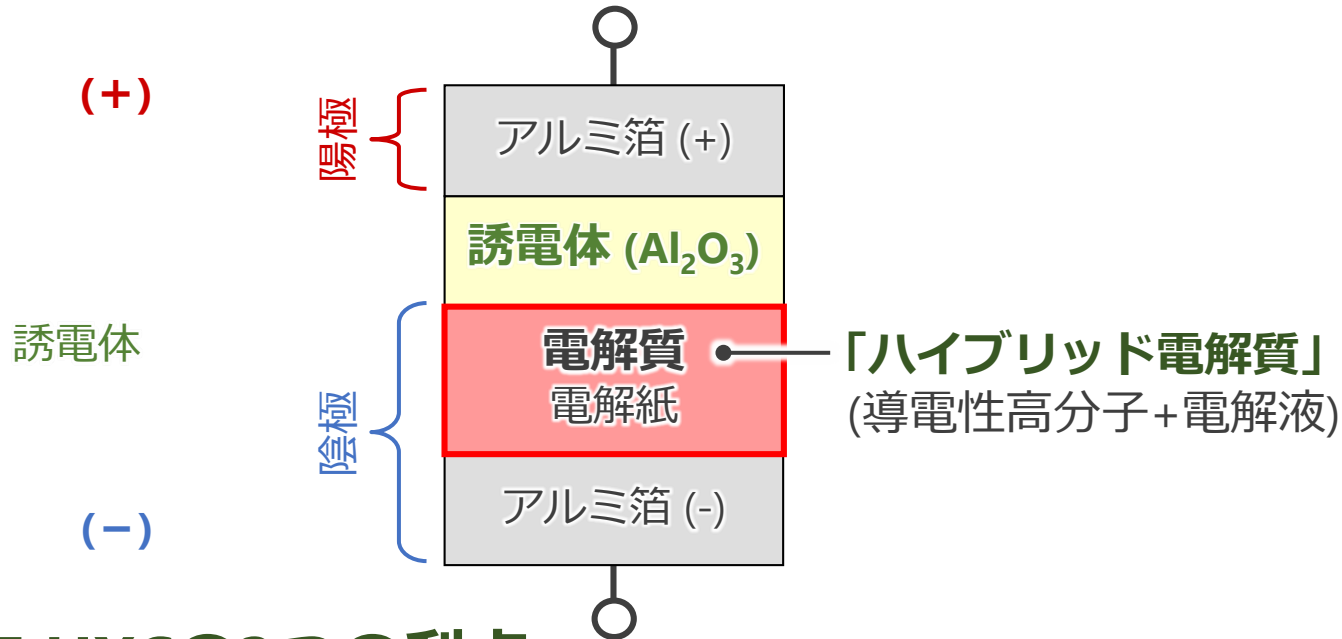 (+)
陽極
アルミ箔 (+)
誘電体 (Al₂O₃)
誘電体
電解質
電解紙
「ハイブリッド電解質」
(導電性高分子+電解液)
陰極
アルミ箔 (-)
(−)